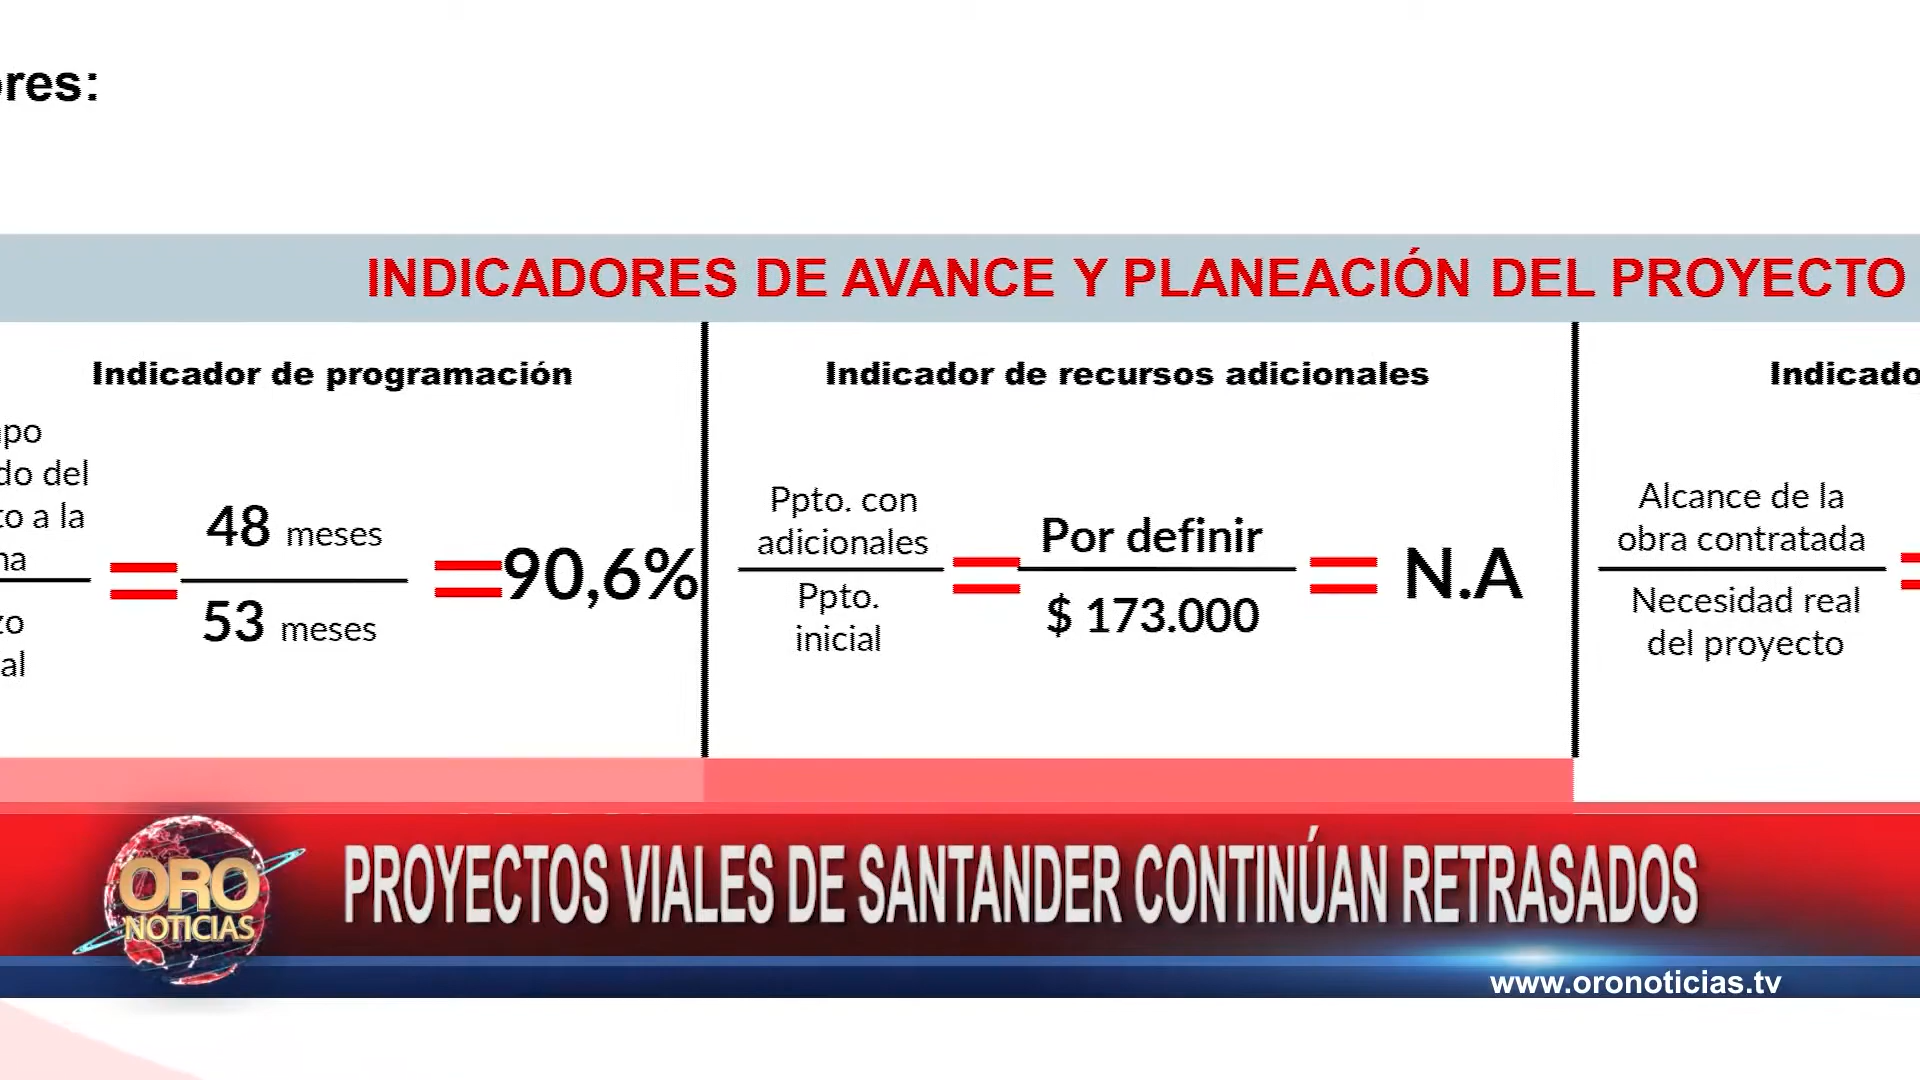 ores:
INDICADORES DE AVANCE Y PLANEACIÓN DEL PROYECTO
Indicador de programación
po
do del
to a la
na
zo
al
=
48 meses
53 meses
=
90,6%
Indicador de recursos adicionales
Ppto. con
adicionales
Ppto.
inicial
=
Por definir
$ 173.000
=
N.A
Indicado
Alcance de la
obra contratada
Necesidad real
del proyecto
=
ORO
NOTICIAS
PROYECTOS VIALES DE SANTANDER CONTINÚAN RETRASADOS
www.oronoticias.tv